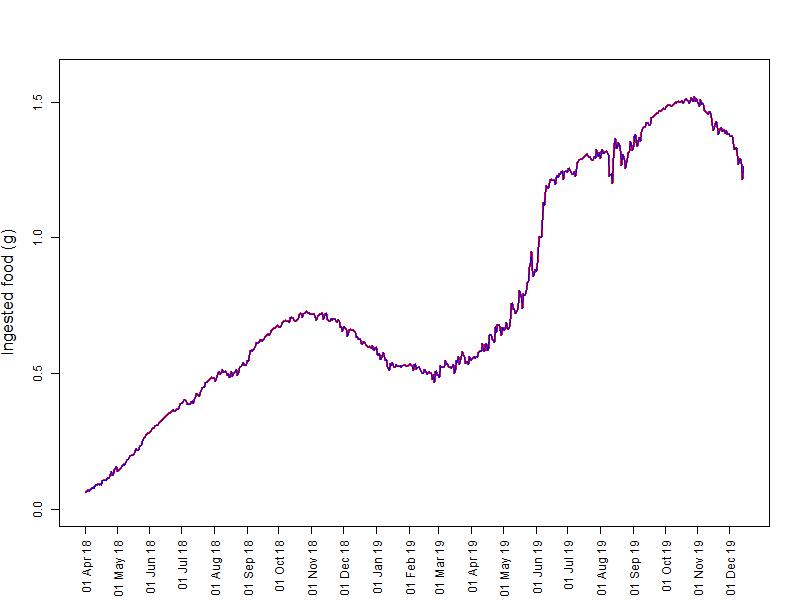 Ingested food (g)
1.5
1.0
0.5
0.0
01 Apr 18
01 May 18
01 Jun 18
01 Jul 18
01 Aug 18
01 Sep 18
01 Oct 18
01 Nov 18
01 Dec 18
01 Jan 19
01 Feb 19
01 Mar 19
01 Apr 19
01 May 19
01 Jun 19
01 Jul 19
01 Aug 19
01 Sep 19
01 Oct 19
01 Nov 19
01 Dec 19